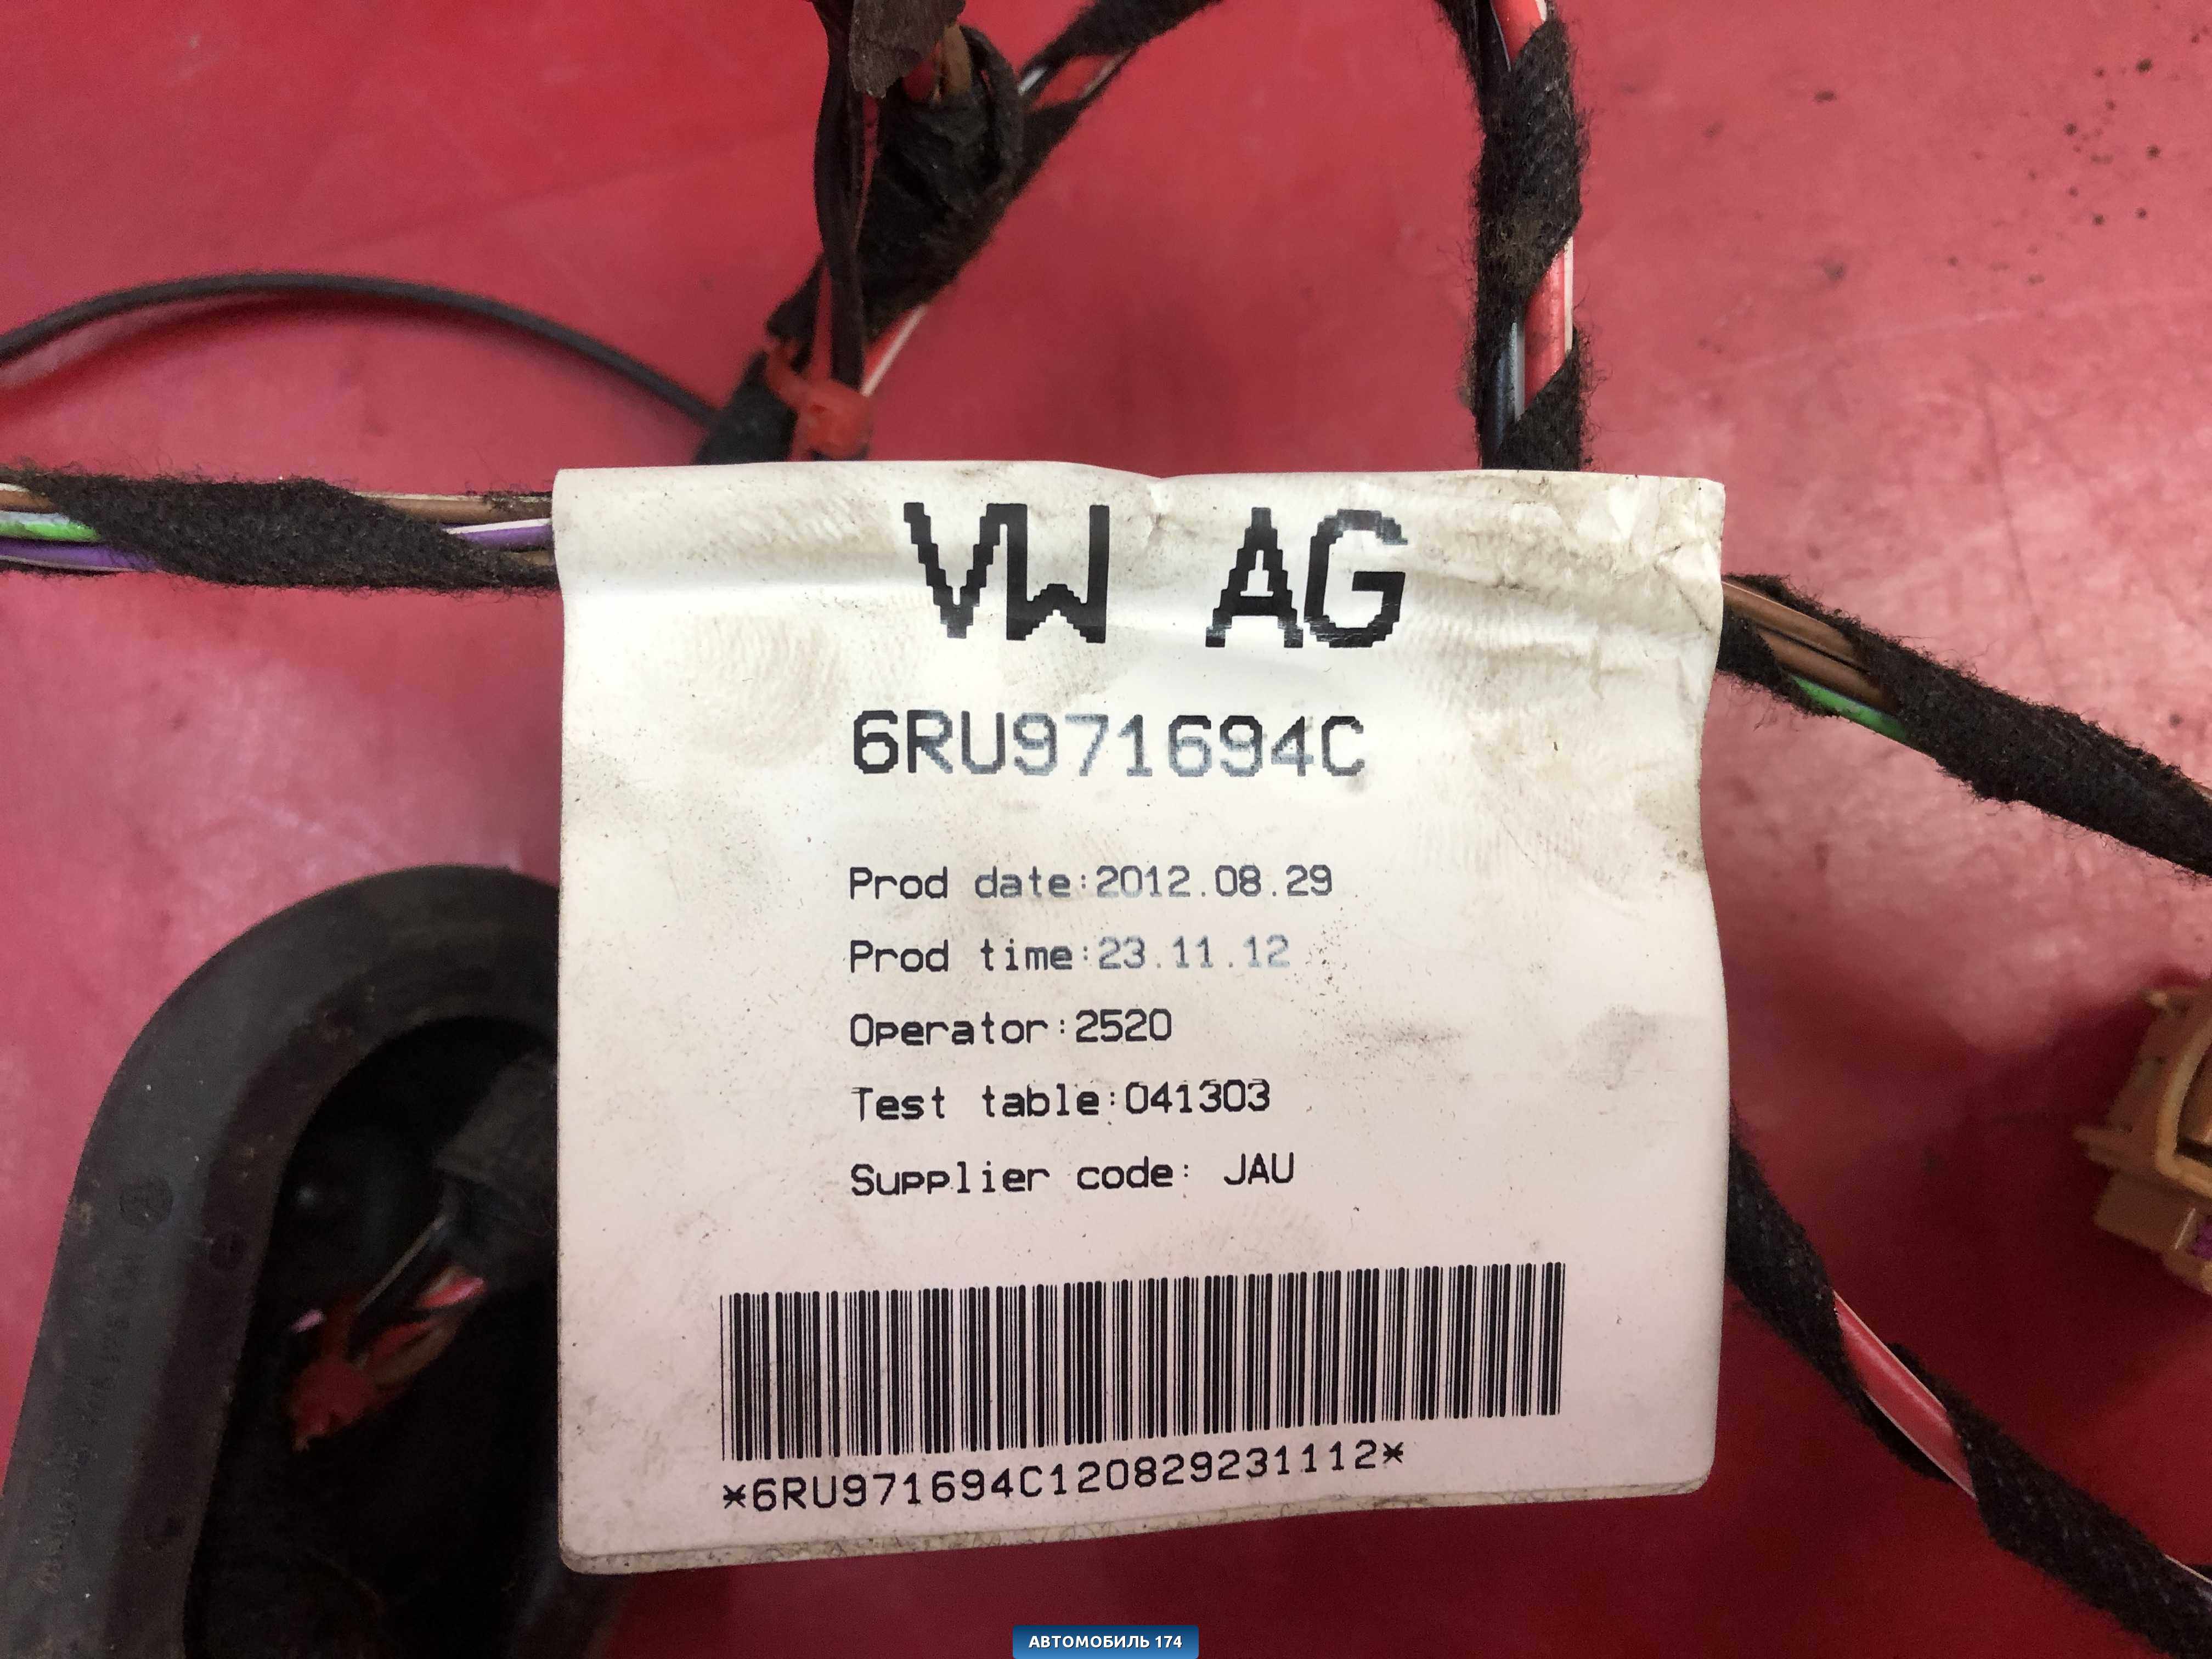 VW AG
6RU971694C
Prod date:2012.08.29
Prod time:23.11.12
Operator:2520
Test table:041303
Supplier code: JAU
*6RU971694C120829231112*
АВТОМОБИЛЬ 174